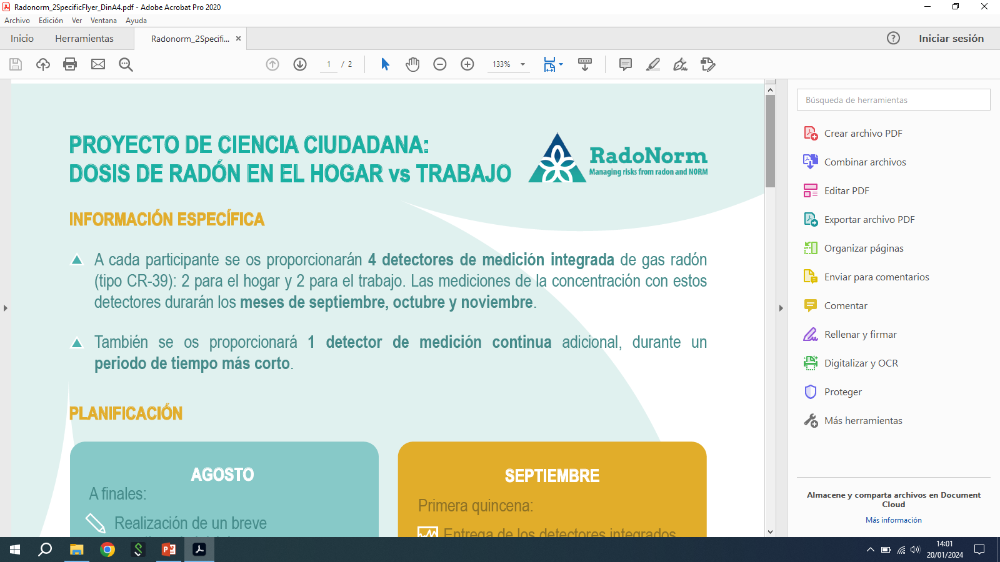 Radonorm_2SpecificFlyer_DinA4.pdf - Adobe Acrobat Pro 2020
Archivo Edición Ver Ventana Ayuda
Inicio Herramientas Radonorm_2Specifi... Iniciar sesión
1 / 2 133%
PROYECTO DE CIENCIA CIUDADANA:
DOSIS DE RADÓN EN EL HOGAR vs TRABAJO
RadoNorm
Managing risks from radon and NORM
INFORMACIÓN ESPECÍFICA
A cada participante se os proporcionarán 4 detectores de medición integrada de gas radón
(tipo CR-39): 2 para el hogar y 2 para el trabajo. Las mediciones de la concentración con estos
detectores durarán los meses de septiembre, octubre y noviembre.
También se os proporcionará 1 detector de medición continua adicional, durante un
periodo de tiempo más corto.
PLANIFICACIÓN
AGOSTO
A finales:
Realización de un breve
SEPTIEMBRE
Primera quincena:
Entrega de los detectores integrados
Búsqueda de herramientas
Crear archivo PDF
Combinar archivos
Editar PDF
Exportar archivo PDF
Organizar páginas
Enviar para comentarios
Comentar
Rellenar y firmar
Digitalizar y OCR
Proteger
Más herramientas
Almacene y comparta archivos en Document
Cloud
Más información
14:01
20/01/2024